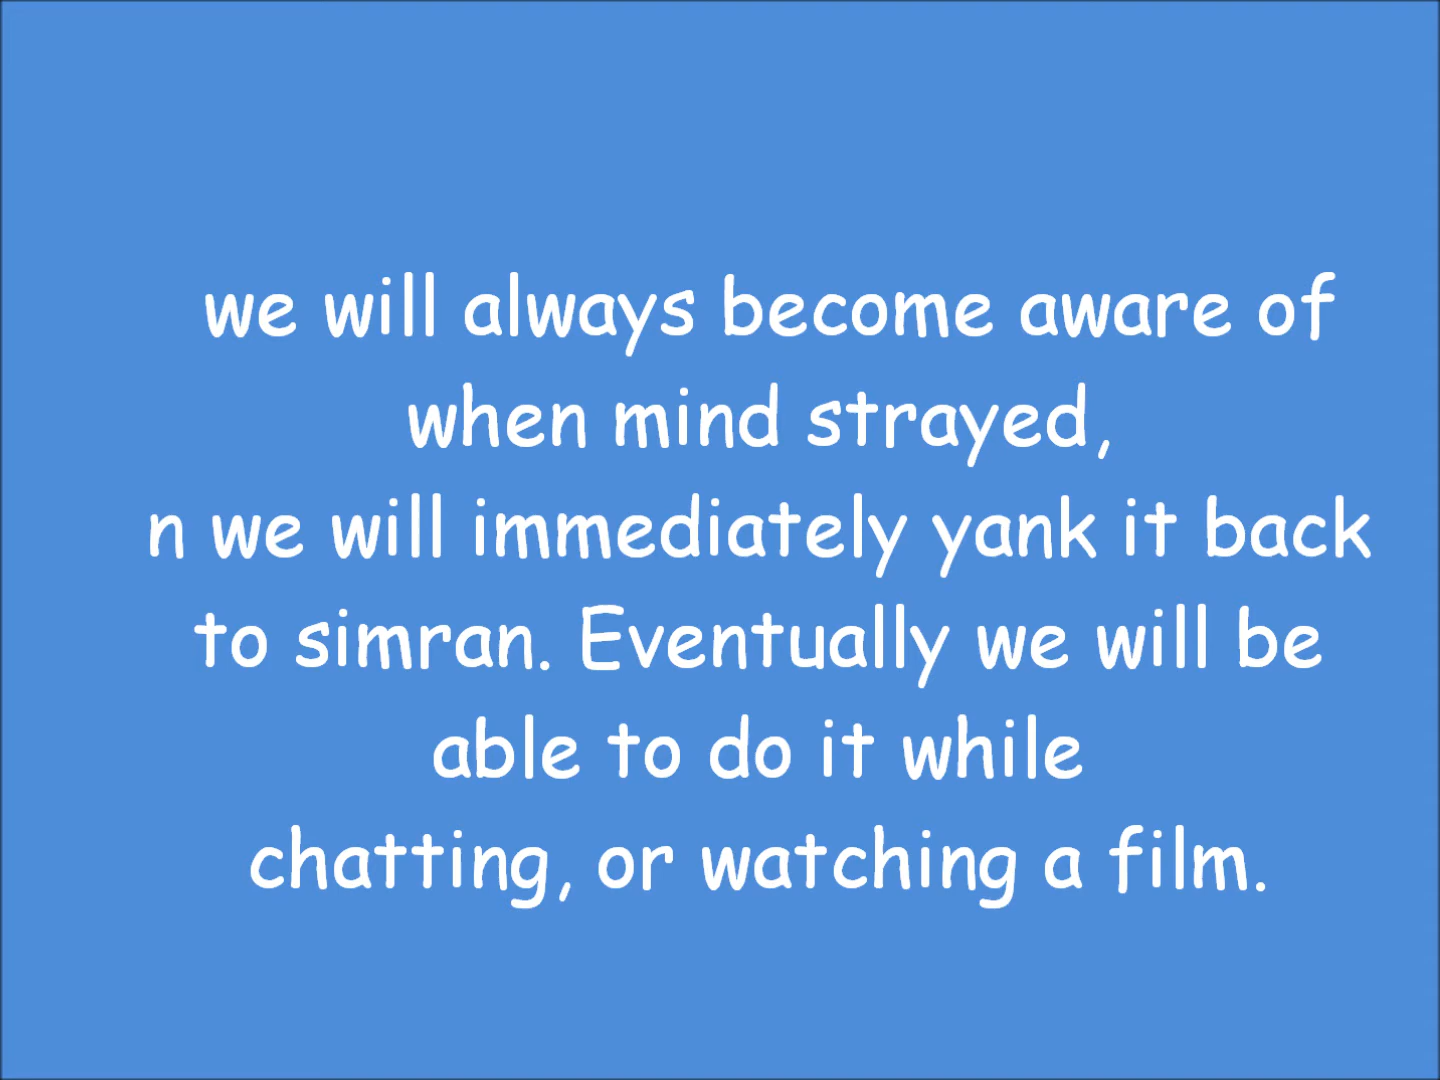 we will always become aware of
when mind strayed,
n we will immediately yank it back
to simran. Eventually we will be
able to do it while
chatting, or watching a film.